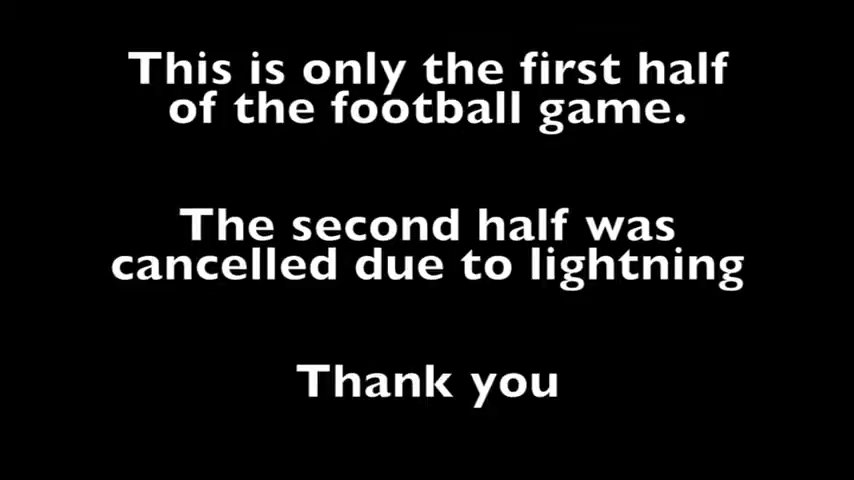 This is only the first half
of the football game.
The second half was
cancelled due to lightning
Thank you